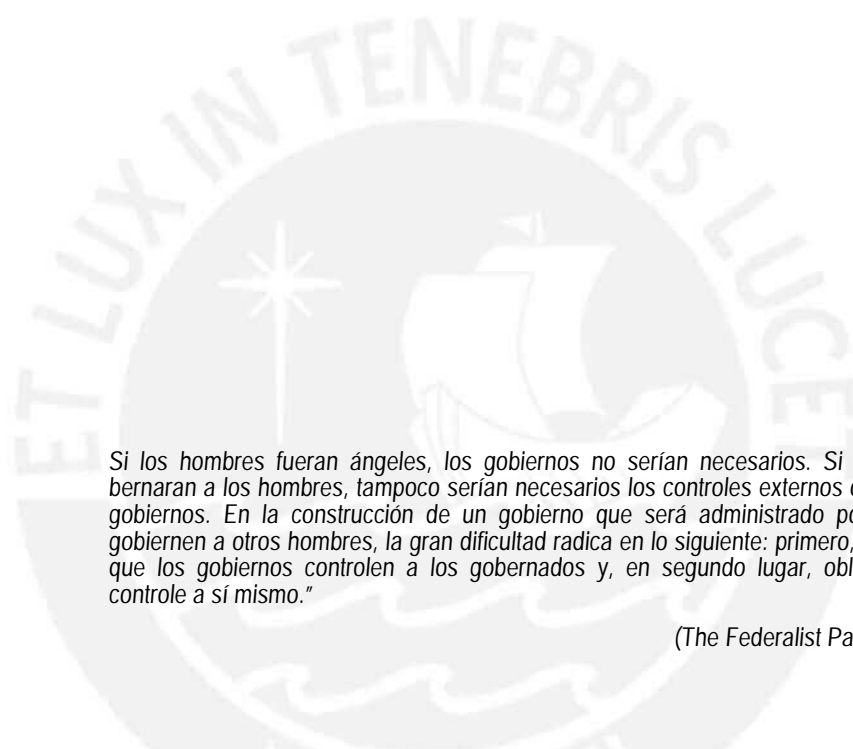 ET LUX IN TENEBRIS LUCET
Si los hombres fueran ángeles, los gobiernos no serían necesarios. Si
bernaran a los hombres, tampoco serían necesarios los controles externos
gobiernos. En la construcción de un gobierno que será administrado
gobiernen a otros hombres, la gran dificultad radica en lo siguiente: primero,
que los gobiernos controlen a los gobernados y, en segundo lugar,
controle a sí mismo."
(The Federalist